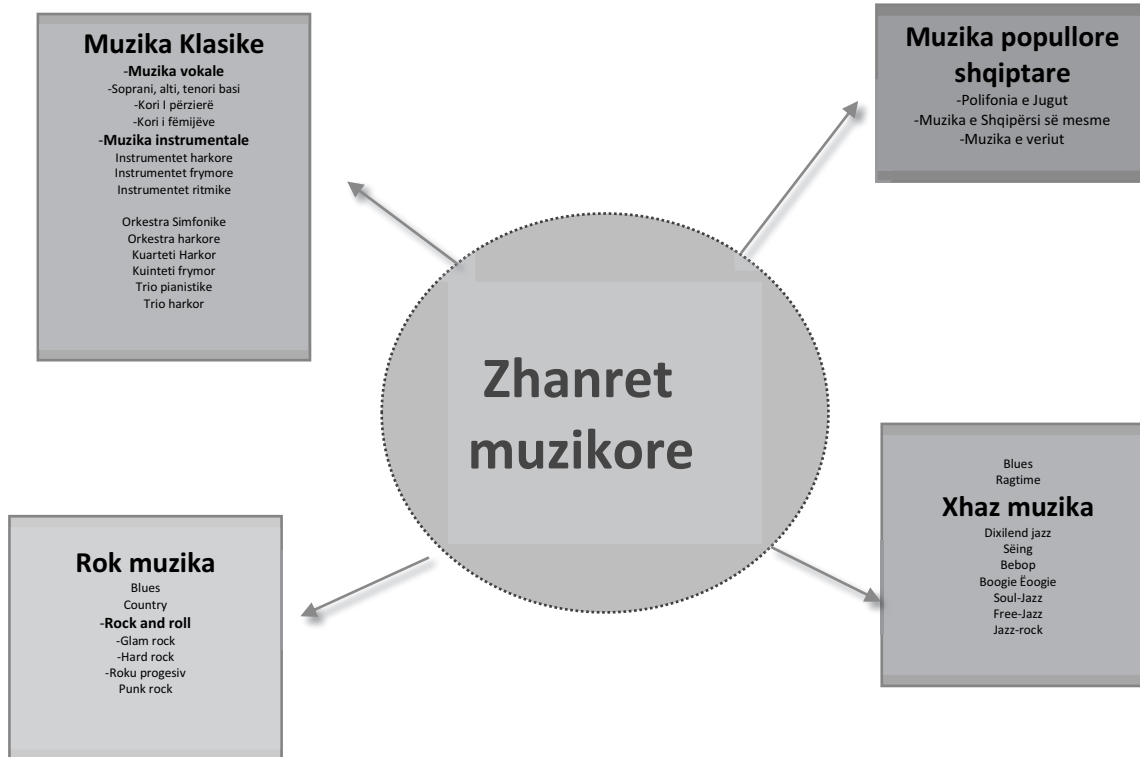 Muzika Klasike
-Muzika vokale
-Soprani, alti, tenori basi
-Kori I përzierë
-Kori i fëmijëve
-Muzika instrumentale
Instrumentet harkore
Instrumentet frymore
Instrumentet ritmike
Orkestra Simfonike
Orkestra harkore
Kuarteti Harkor
Kuinteti frymor
Trio pianistike
Trio harkor
Muzika popullore
shqiptare
-Polifonia e Jugut
-Muzika e Shqipërsi së mesme
-Muzika e veriut
Zhanret
muzikore
Rok muzika
Blues
Country
-Rock and roll
-Glam rock
-Hard rock
-Roku progesiv
Punk rock
Blues
Ragtime
Xhaz muzika
Dixilend jazz
Sëing
Bebop
Boogie Ëoogie
Soul-Jazz
Free-Jazz
Jazz-rock